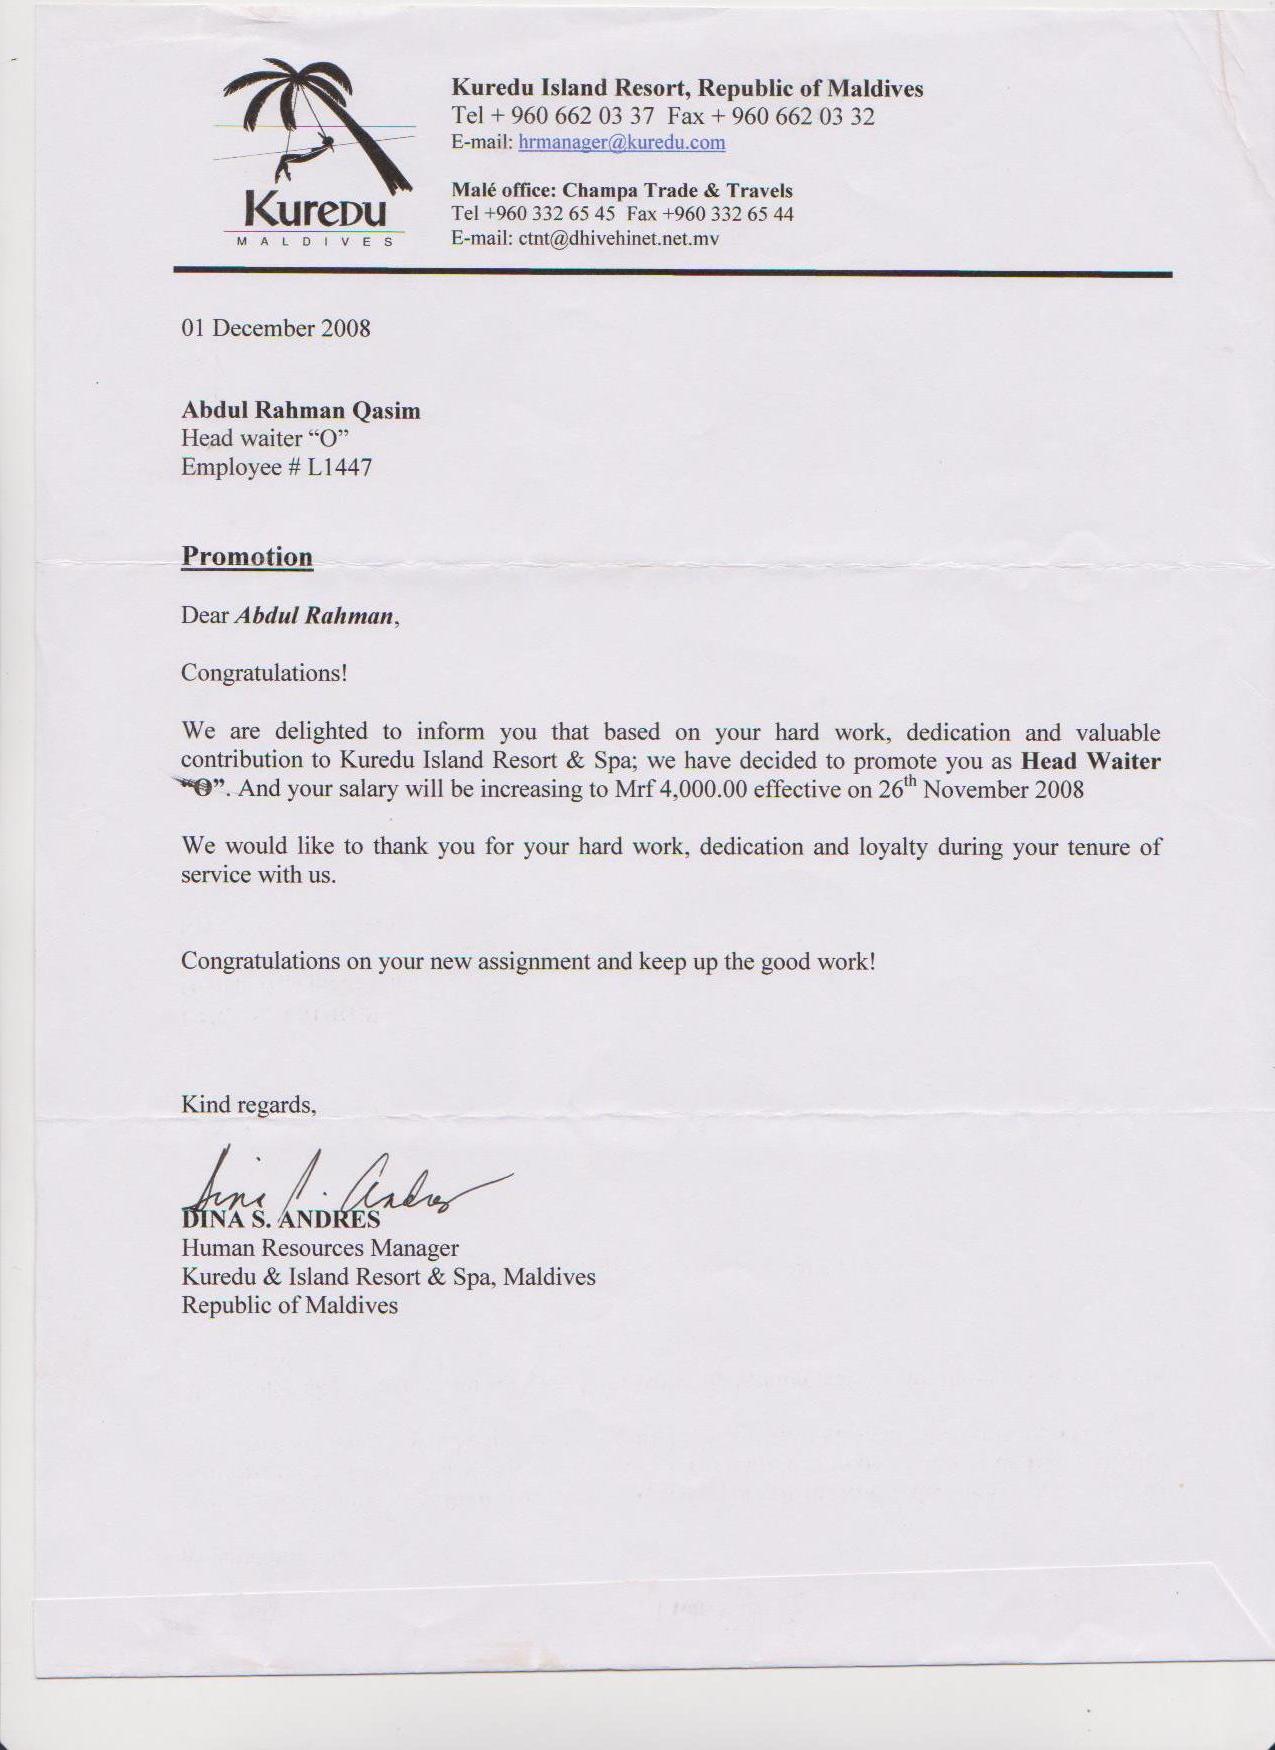 Kuredu Island Resort, Republic of Maldives
Tel + 960 662 03 37 Fax + 960 662 03 32
E-mail: hrmanager@kuredu.com
Malé office: Champa Trade & Travels
Tel +960 332 65 45 Fax +960 332 65 44
E-mail: ctnt@dhivehinet.net.mv
KureDU
MALDIVES
01 December 2008
Abdul Rahman Qasim
Head waiter “O”
Employee # L1447
Promotion
Dear Abdul Rahman,
Congratulations!
We are delighted to inform you that based on your hard work, dedication and valuable
contribution to Kuredu Island Resort & Spa; we have decided to promote you as Head Waiter
“O”. And your salary will be increasing to Mrf 4,000.00 effective on 26th November 2008
We would like to thank you for your hard work, dedication and loyalty during your tenure of
service with us.
Congratulations on your new assignment and keep up the good work!
Kind regards,
Dina S. Andres
DINA S. ANDRES
Human Resources Manager
Kuredu & Island Resort & Spa, Maldives
Republic of Maldives